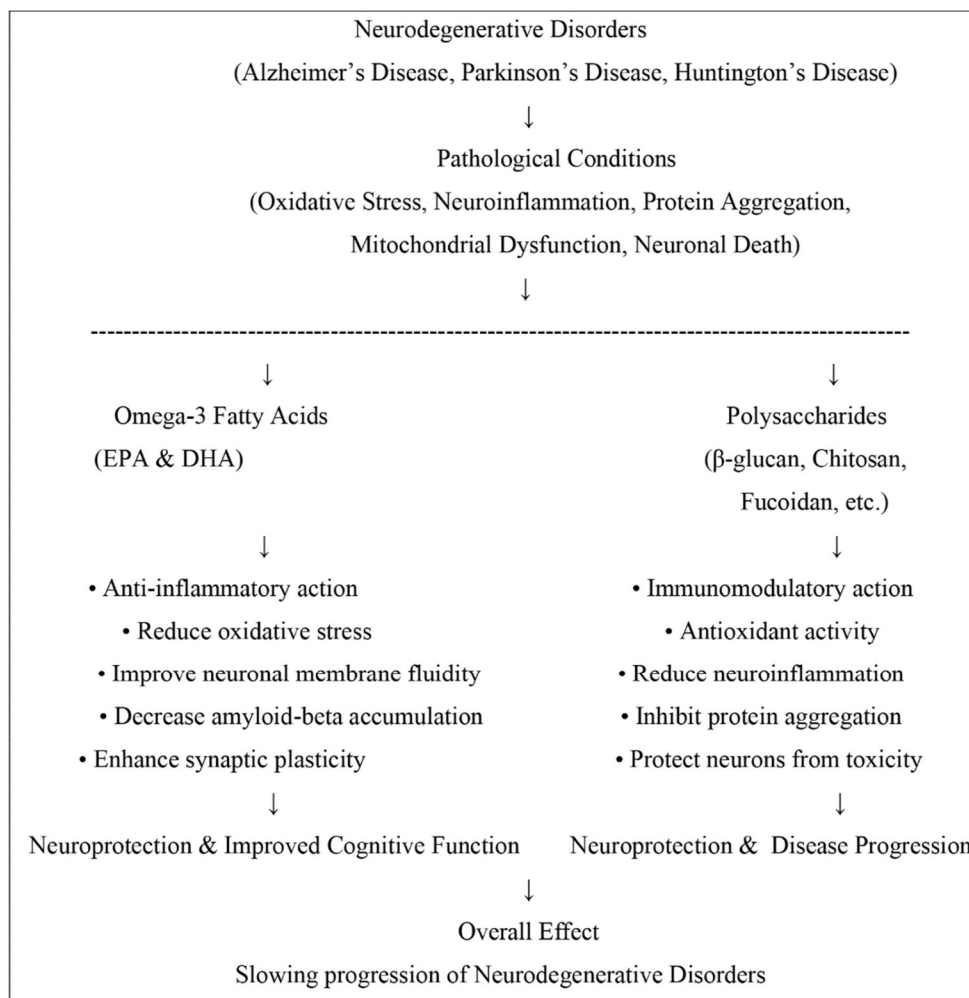 Neurodegenerative Disorders
(Alzheimer's Disease, Parkinson's Disease, Huntington's Disease)
↓
Pathological Conditions
(Oxidative Stress, Neuroinflammation, Protein Aggregation,
Mitochondrial Dysfunction, Neuronal Death)
↓
---------------------------------------------------------------------------------------------------
↓ ↓
Omega-3 Fatty Acids Polysaccharides
(EPA & DHA) (β-glucan, Chitosan,
Fucoidan, etc.)
↓ ↓
• Anti-inflammatory action • Immunomodulatory action
• Reduce oxidative stress • Antioxidant activity
• Improve neuronal membrane fluidity • Reduce neuroinflammation
• Decrease amyloid-beta accumulation • Inhibit protein aggregation
• Enhance synaptic plasticity • Protect neurons from toxicity
↓ ↓
Neuroprotection & Improved Cognitive Function Neuroprotection & Disease Progression
↓
Overall Effect
Slowing progression of Neurodegenerative Disorders